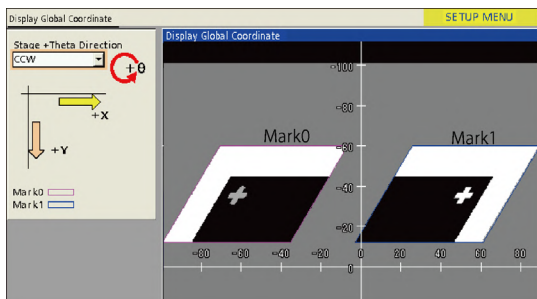 Display Global Coordinate
SETUP MENU
Display Global Coordinate
Stage +Theta Direction
CCW
+θ
+X
+Y
Mark0
Mark1
-100
-80
Mark0
Mark1
-60
-40
-20
-80 -60 -40 -20 0 20 40 60 80
0